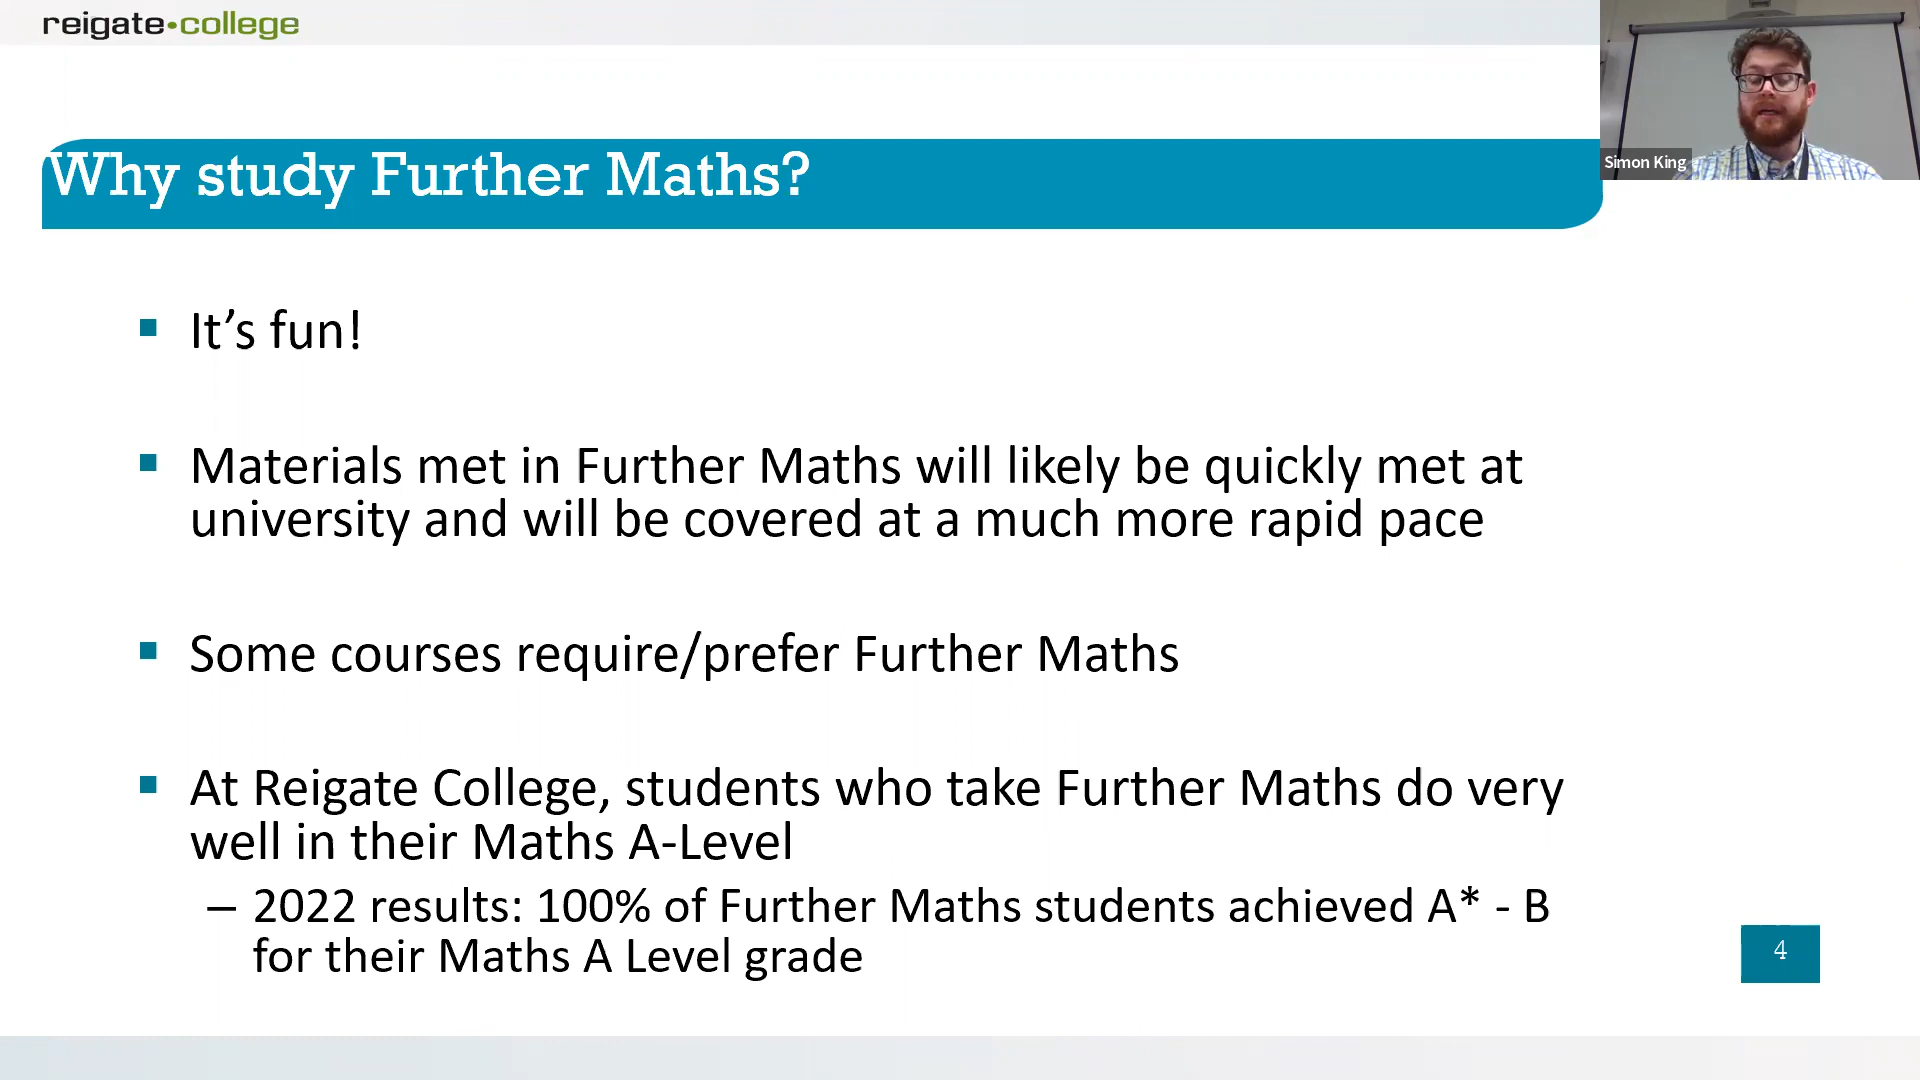 reigate•college
Simon King
Why study Further Maths?
▪ It’s fun!
▪ Materials met in Further Maths will likely be quickly met at
university and will be covered at a much more rapid pace
▪ Some courses require/prefer Further Maths
▪ At Reigate College, students who take Further Maths do very
well in their Maths A-Level
– 2022 results: 100% of Further Maths students achieved A* - B
for their Maths A Level grade
4